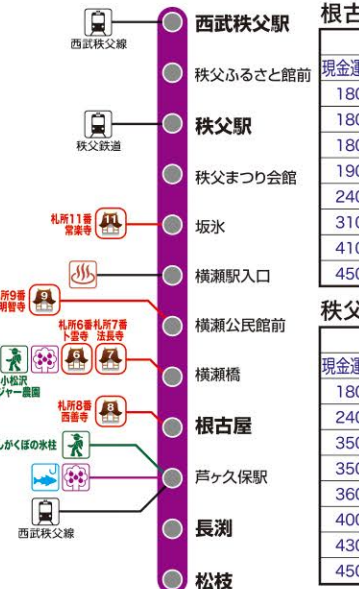 西武秩父駅
西武秩父線
秩父ふるさと館前
秩父駅
秩父鉄道
秩父まつり会館
札所11番
常楽寺
11
坂氷
横瀬駅入口
所9番
明智寺
9
横瀬公民館前
札所6番
卜雲寺
6
札所7番
法長寺
7
小松沢
ジャー農園
横瀬橋
札所8番
西善寺
8
根古屋
しがくぼの氷柱
芦ヶ久保駅
西武秩父線
長渕
松枝
根古
現金運
180
180
180
190
240
310
410
450
秩父
現金運
180
240
350
350
360
400
430
450